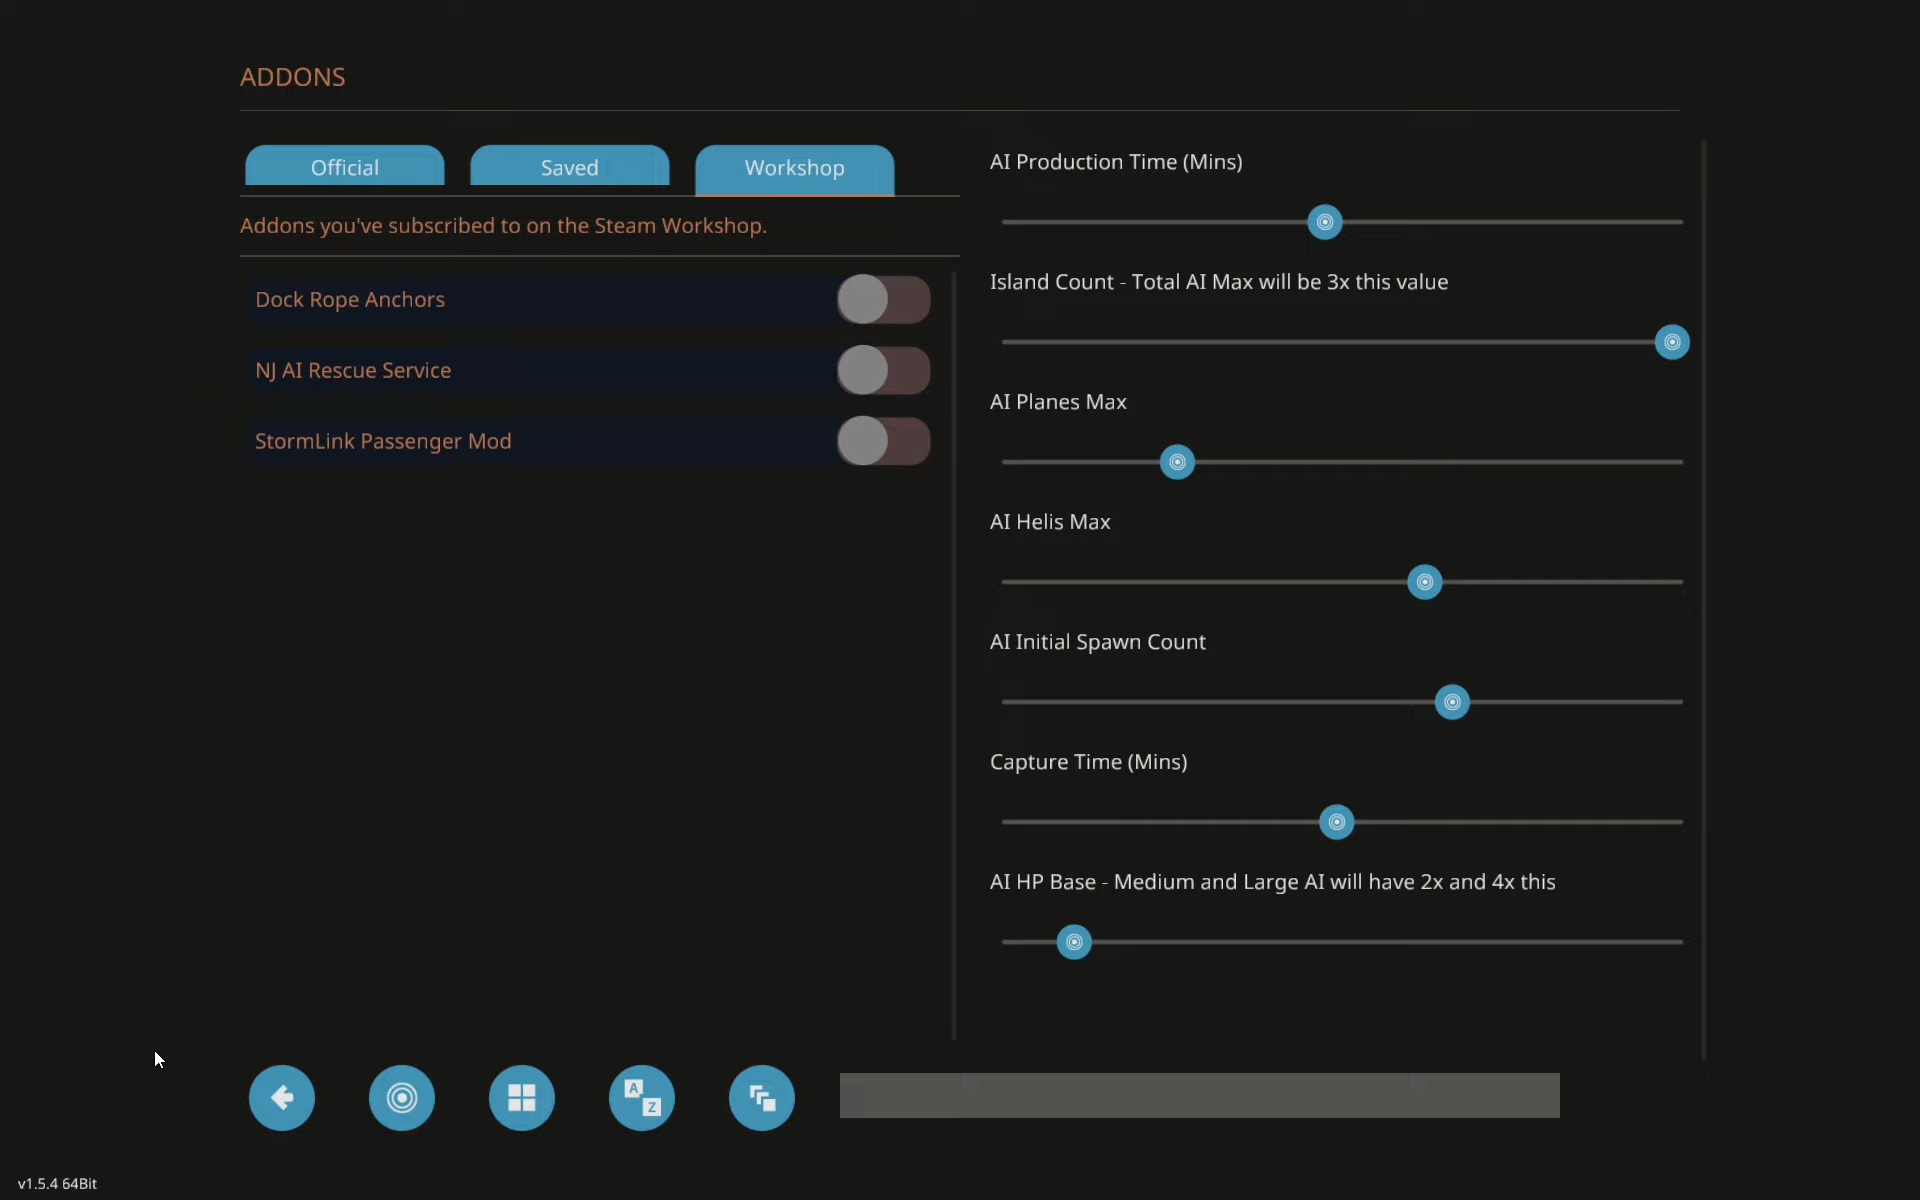 ADDONS
Official
Saved
Workshop
Addons you've subscribed to on the Steam Workshop.
Dock Rope Anchors
NJ AI Rescue Service
StormLink Passenger Mod
AI Production Time (Mins)
Island Count - Total AI Max will be 3x this value
AI Planes Max
AI Helis Max
AI Initial Spawn Count
Capture Time (Mins)
AI HP Base - Medium and Large AI will have 2x and 4x this
A
Z
v1.5.4 64Bit